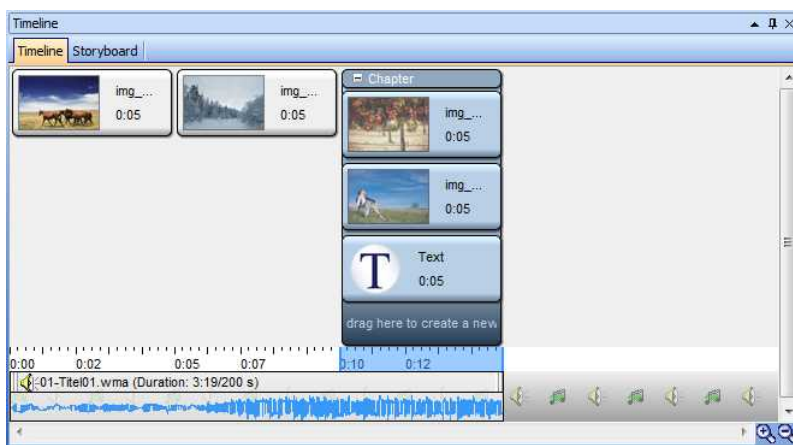 Timeline
Timeline Storyboard
img_...
0:05
img_...
0:05
Chapter
img_...
0:05
img_...
0:05
T
Text
0:05
drag here to create a new
0:00 0:02 0:05 0:07 0:10 0:12
01-Titel01.wma (Duration: 3:19/200 s)